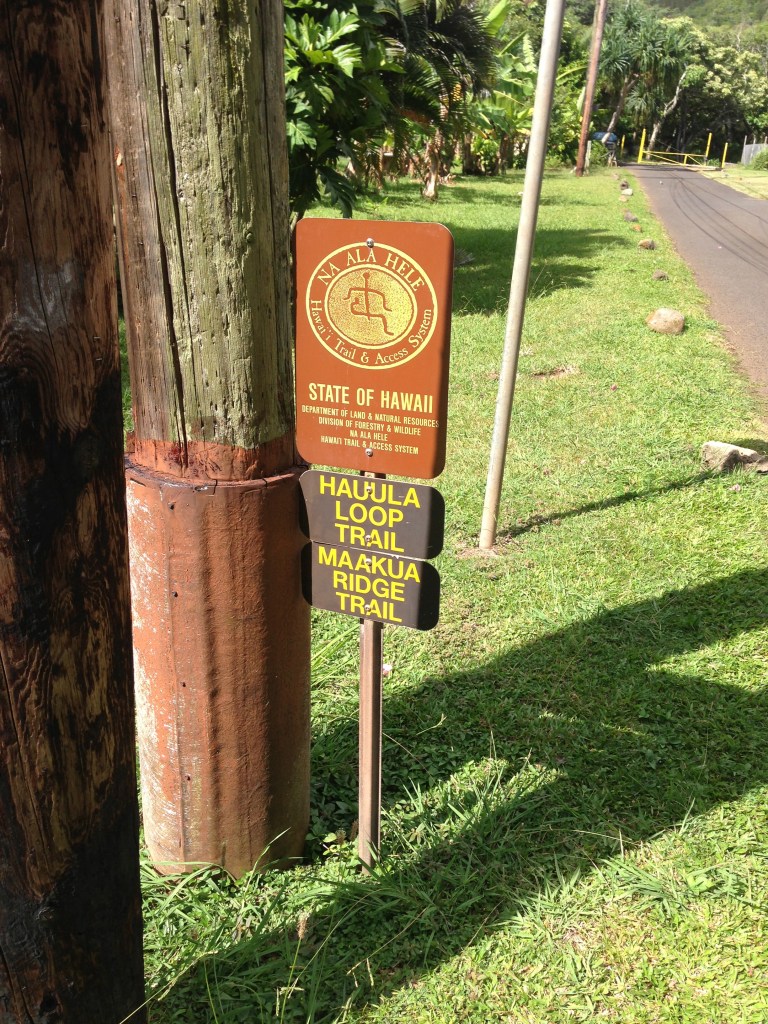 NA ALA HELE
Hawai'i Trail & Access System
STATE OF HAWAII
DEPARTMENT OF LAND & NATURAL RESOURCES
DIVISION OF FORESTRY & WILDLIFE
NA ALA HELE
HAWAI'I TRAIL & ACCESS SYSTEM
HAUULA
LOOP
TRAIL
MAAKUA
RIDGE
TRAIL